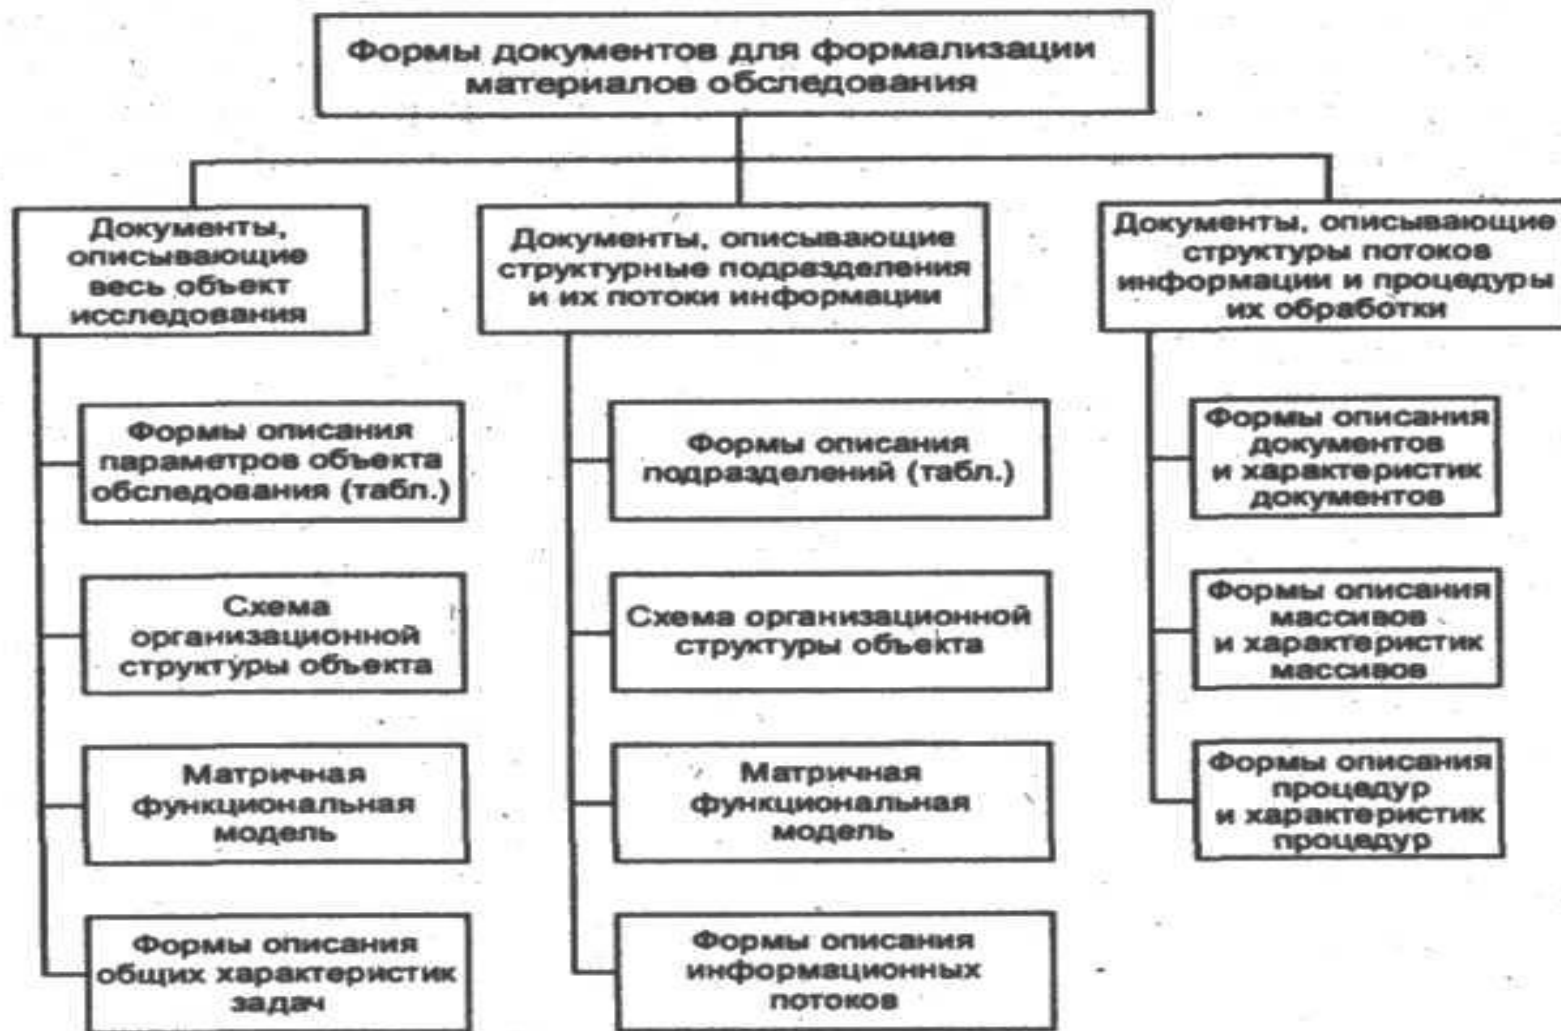 Формы документов для формализации
материалов обследования
Документы,
описывающие
весь объект
исследования
Формы описания
параметров объекта
обследования (табл.)
Схема
организационной
структуры объекта
Матричная
функциональная
модель
Формы описания
общих характеристик
задач
Документы, описывающие
структурные подразделения
и их потоки информации
Формы описания
подразделений (табл.)
Схема организационной
структуры объекта
Матричная
функциональная
модель
Формы описания
информационных
потоков
Документы, описывающие
структуры потоков
информации и процедуры
их обработки
Формы описания
документов
и характеристик
документов
Формы описания
массивов
и характеристик
массивов
Формы описания
процедур
и характеристик
процедур